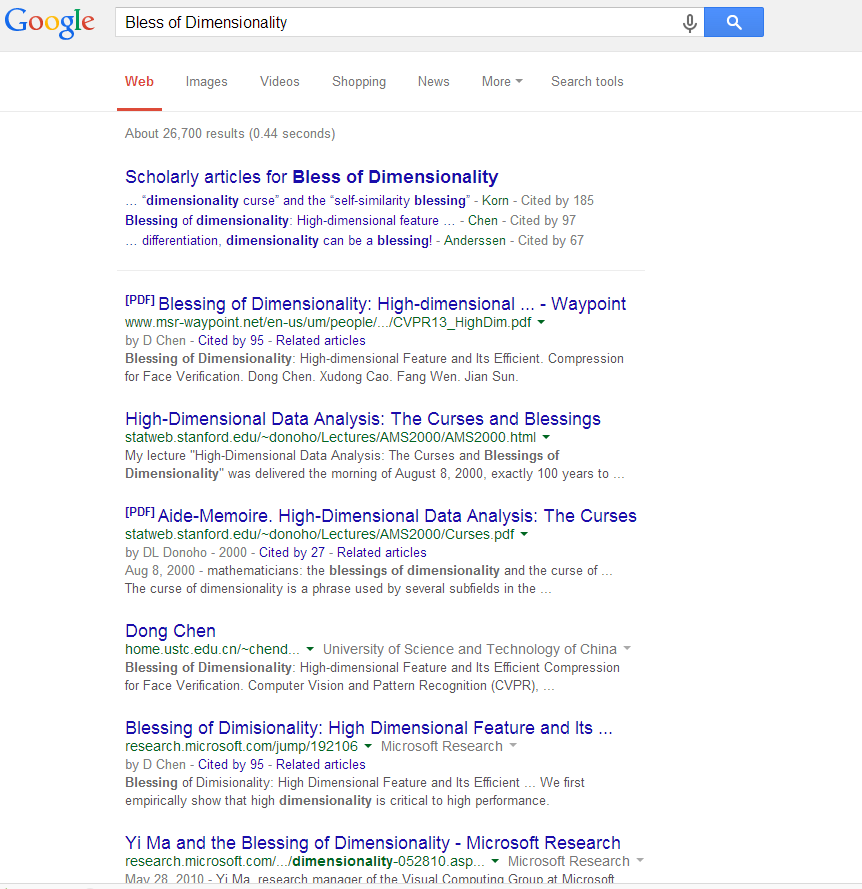 Google
Bless of Dimensionality
Web Images Videos Shopping News More Search tools
About 26,700 results (0.44 seconds)
Scholarly articles for Bless of Dimensionality
... “dimensionality curse” and the “self-similarity blessing” - Korn - Cited by 185
Blessing of dimensionality: High-dimensional feature ... - Chen - Cited by 97
... differentiation, dimensionality can be a blessing! - Anderssen - Cited by 67
[PDF] Blessing of Dimensionality: High-dimensional ... - Waypoint
www.msr-waypoint.net/en-us/um/people/.../CVPR13_HighDim.pdf
by D Chen - Cited by 95 - Related articles
Blessing of Dimensionality: High-dimensional Feature and Its Efficient. Compression
for Face Verification. Dong Chen. Xudong Cao. Fang Wen. Jian Sun.
High-Dimensional Data Analysis: The Curses and Blessings
statweb.stanford.edu/~donoho/Lectures/AMS2000/AMS2000.html
My lecture "High-Dimensional Data Analysis: The Curses and Blessings of
Dimensionality" was delivered the morning of August 8, 2000, exactly 100 years to ...
[PDF] Aide-Memoire. High-Dimensional Data Analysis: The Curses
statweb.stanford.edu/~donoho/Lectures/AMS2000/Curses.pdf
by DL Donoho - 2000 - Cited by 27 - Related articles
Aug 8, 2000 - mathematicians: the blessings of dimensionality and the curse of ...
The curse of dimensionality is a phrase used by several subfields in the ...
Dong Chen
home.ustc.edu.cn/~chend... University of Science and Technology of China
Blessing of Dimensionality: High-dimensional Feature and Its Efficient Compression
for Face Verification. Computer Vision and Pattern Recognition (CVPR), ...
Blessing of Dimisionality: High Dimensional Feature and Its ...
research.microsoft.com/jump/192106 Microsoft Research
by D Chen - Cited by 95 - Related articles
Blessing of Dimisionality: High Dimensional Feature and Its Efficient ... We first
empirically show that high dimensionality is critical to high performance.
Yi Ma and the Blessing of Dimensionality - Microsoft Research
research.microsoft.com/.../dimensionality-052810.asp... Microsoft Research
May 28, 2010 - Yi Ma, research manager of the Visual Computing Group at Microsoft